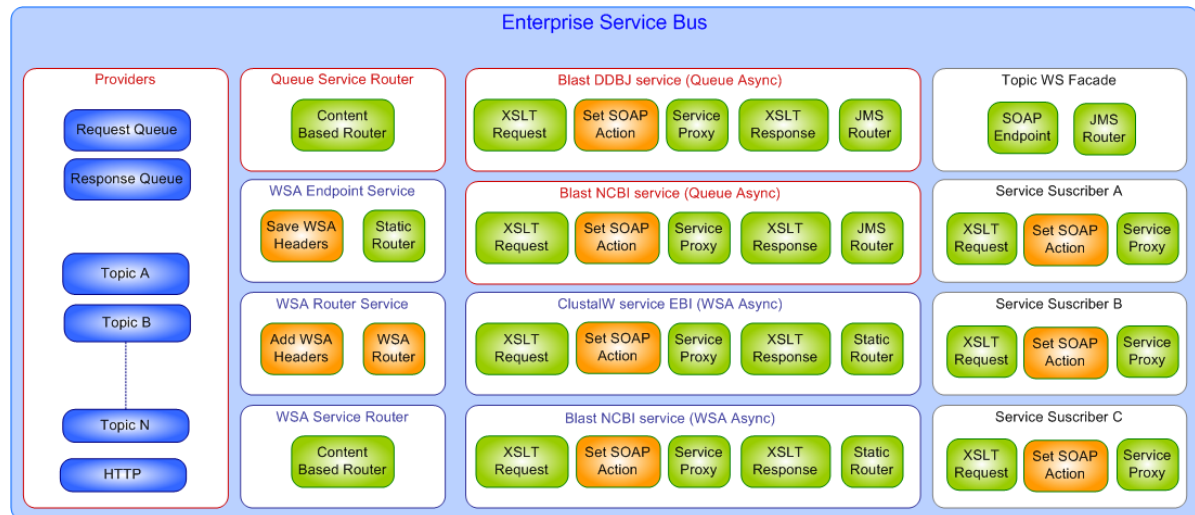 Enterprise Service Bus
Providers
Request Queue
Response Queue
Topic A
Topic B
Topic N
HTTP
Queue Service Router
Content
Based Router
WSA Endpoint Service
Save WSA
Headers
Static
Router
WSA Router Service
Add WSA
Headers
WSA
Router
WSA Service Router
Content
Based Router
Blast DDBJ service (Queue Async)
XSLT
Request
Set SOAP
Action
Service
Proxy
XSLT
Response
JMS
Router
Blast NCBI service (Queue Async)
XSLT
Request
Set SOAP
Action
Service
Proxy
XSLT
Response
JMS
Router
ClustalW service EBI (WSA Async)
XSLT
Request
Set SOAP
Action
Service
Proxy
XSLT
Response
Static
Router
Blast NCBI service (WSA Async)
XSLT
Request
Set SOAP
Action
Service
Proxy
XSLT
Response
Static
Router
Topic WS Facade
SOAP
Endpoint
JMS
Router
Service Suscriber A
XSLT
Request
Set SOAP
Action
Service
Proxy
Service Suscriber B
XSLT
Request
Set SOAP
Action
Service
Proxy
Service Suscriber C
XSLT
Request
Set SOAP
Action
Service
Proxy